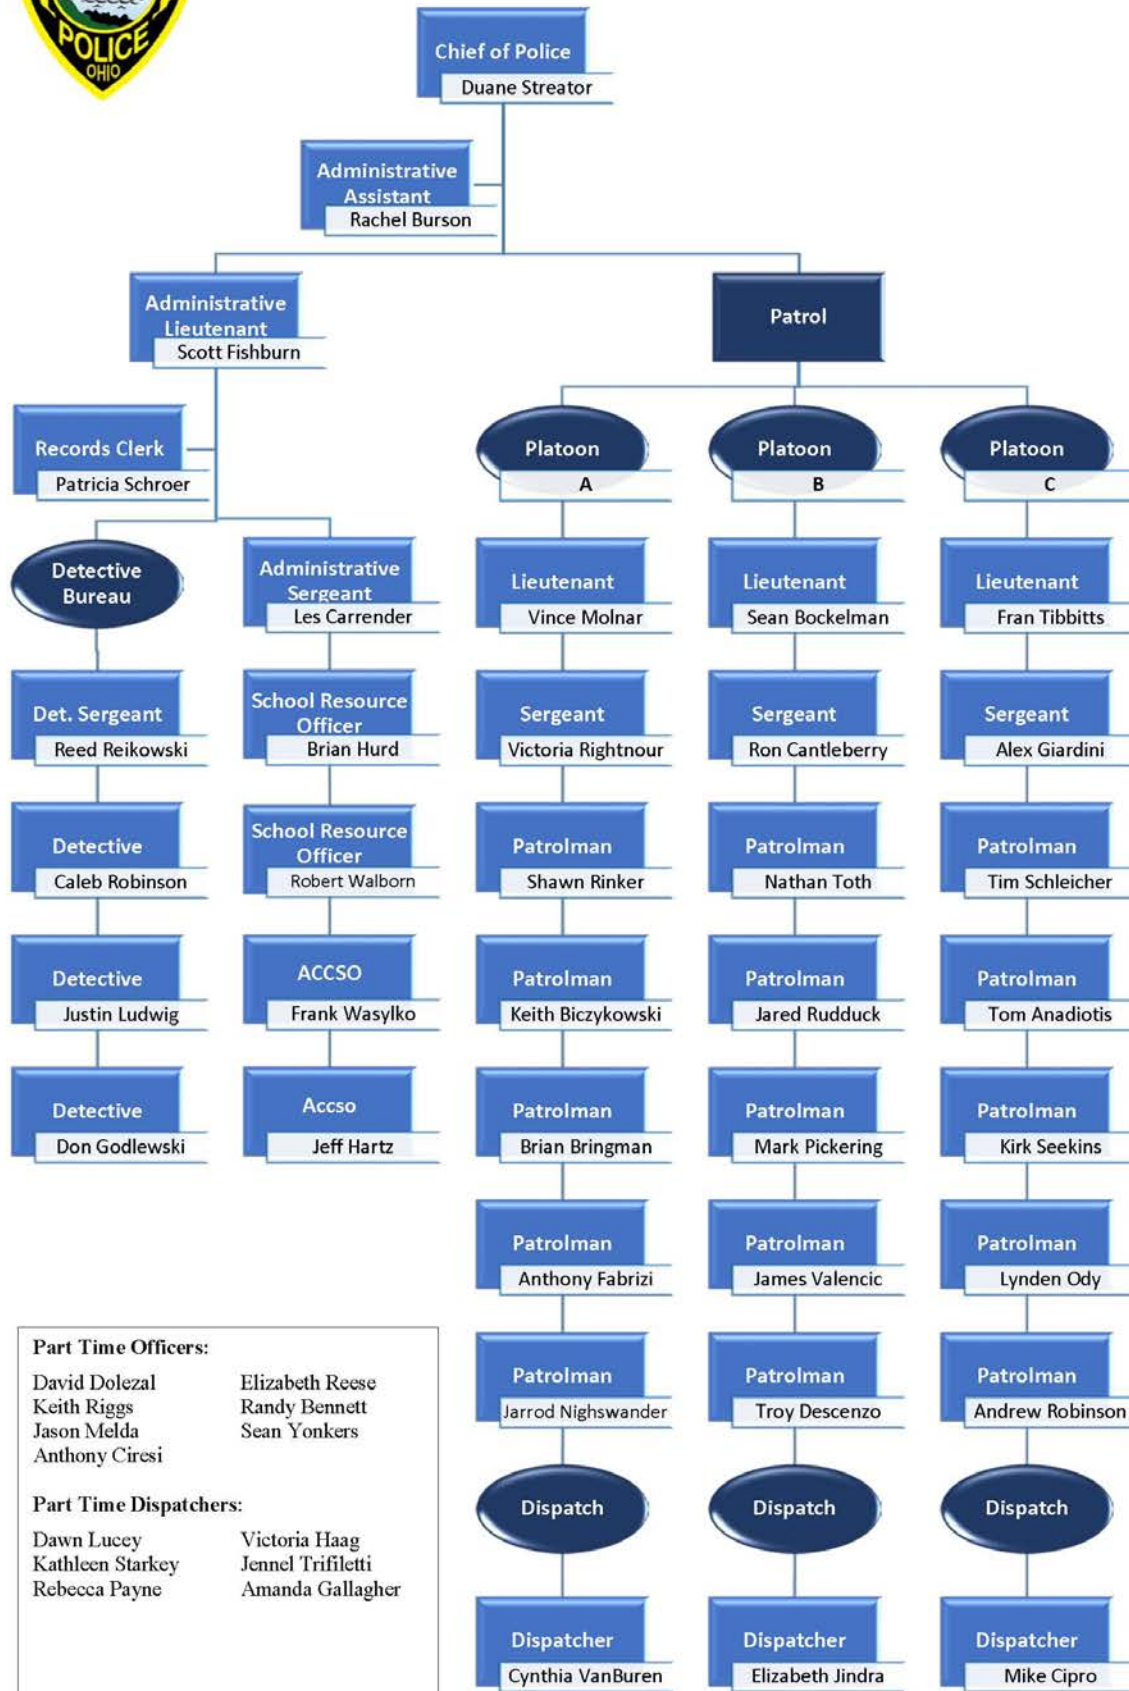 POLICE
OHIO
Chief of Police
Duane Streator
Administrative
Assistant
Rachel Burson
Administrative
Lieutenant
Scott Fishburn
Patrol
Records Clerk
Patricia Schroer
Platoon
A
Platoon
B
Platoon
C
Detective
Bureau
Administrative
Sergeant
Les Carrender
Lieutenant
Vince Molnar
Lieutenant
Sean Bockelman
Lieutenant
Fran Tibbitts
Det. Sergeant
Reed Reikowski
School Resource
Officer
Brian Hurd
Sergeant
Victoria Rightnour
Sergeant
Ron Cantleberry
Sergeant
Alex Giardini
Detective
Caleb Robinson
School Resource
Officer
Robert Walborn
Patrolman
Shawn Rinker
Patrolman
Nathan Toth
Patrolman
Tim Schleicher
Detective
Justin Ludwig
ACCSO
Frank Wasylko
Patrolman
Keith Biczykowski
Patrolman
Jared Rudduck
Patrolman
Tom Anadiotis
Detective
Don Godlewski
Accso
Jeff Hartz
Patrolman
Brian Bringman
Patrolman
Mark Pickering
Patrolman
Kirk Seekins
Patrolman
Anthony Fabrizi
Patrolman
James Valencic
Patrolman
Lynden Ody
Patrolman
Jarrod Nighswander
Patrolman
Troy Descenzo
Patrolman
Andrew Robinson
Dispatch
Dispatch
Dispatch
Dispatcher
Cynthia VanBuren
Dispatcher
Elizabeth Jindra
Dispatcher
Mike Cipro
Part Time Officers:
David Dolezal Elizabeth Reese
Keith Riggs Randy Bennett
Jason Melda Sean Yonkers
Anthony Ciresi
Part Time Dispatchers:
Dawn Lucey Victoria Haag
Kathleen Starkey Jennel Trifiletti
Rebecca Payne Amanda Gallagher